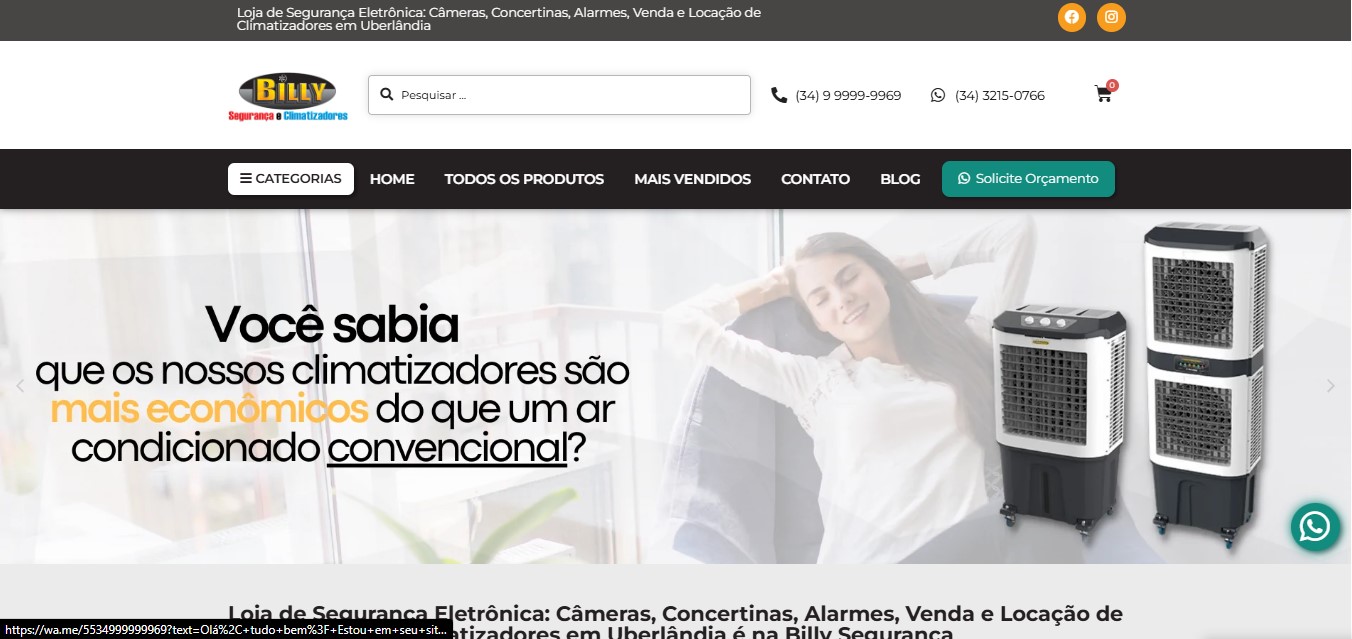 Loja de Segurança Eletrônica: Câmeras, Concertinas, Alarmes, Venda e Locação de
Climatizadores em Uberlândia
BILLY
Segurança e Climatizadores
Pesquisar ...
(34) 9 9999-9969
(34) 3215-0766
0
CATEGORIAS
HOME
TODOS OS PRODUTOS
MAIS VENDIDOS
CONTATO
BLOG
Solicite Orçamento
Você sabia
que os nossos climatizadores são
mais econômicos do que um ar
condicionado convencional?
Loja de Segurança Eletrônica: Câmeras, Concertinas, Alarmes, Venda e Locação de
atizadores em Uberlândia é na Billy Segurança
https://wa.me/5534999999969?text=Olá%2C+tudo+bem%3F+Estou+em+seu+sit...